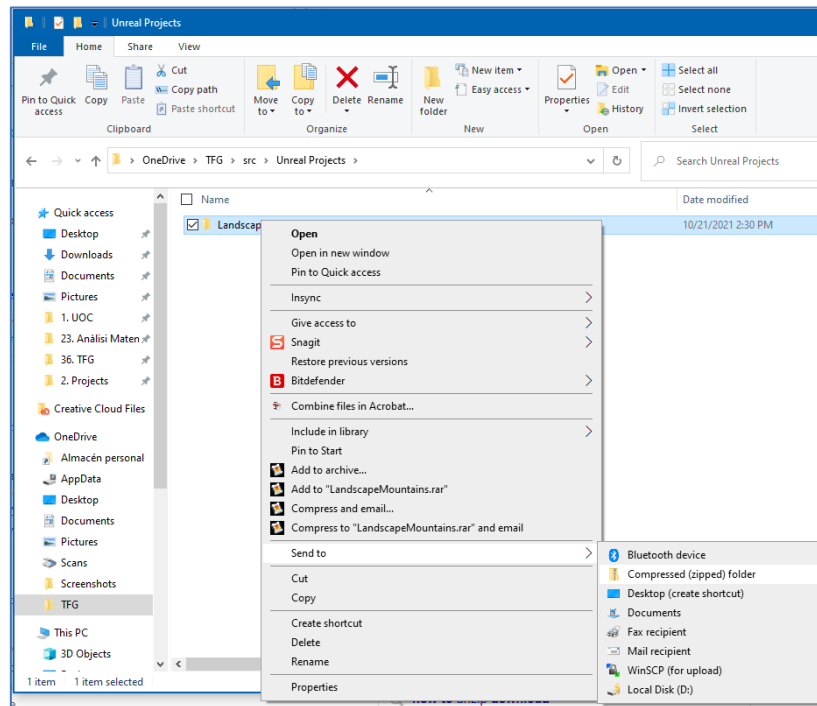 Unreal Projects
File Home Share View
Pin to Quick access
Copy
Paste
Cut
Copy path
Paste shortcut
Clipboard
Move to
Copy to
Delete
Rename
Organize
New folder
New item
Easy access
New
Properties
Open
Edit
History
Open
Select all
Select none
Invert selection
Select
OneDrive > TFG > src > Unreal Projects >
Search Unreal Projects
Name
Date modified
Landscap
10/21/2021 2:30 PM
Quick access
Desktop
Downloads
Documents
Pictures
1. UOC
23. Anàlisi Maten
36. TFG
2. Projects
Creative Cloud Files
OneDrive
Almacén personal
AppData
Desktop
Documents
Pictures
Scans
Screenshots
TFG
This PC
3D Objects
1 item 1 item selected
Open
Open in new window
Pin to Quick access
Insync
Give access to
Snagit
Restore previous versions
Bitdefender
Combine files in Acrobat...
Include in library
Pin to Start
Add to archive...
Add to "LandscapeMountains.rar"
Compress and email...
Compress to "LandscapeMountains.rar" and email
Send to
Cut
Copy
Create shortcut
Delete
Rename
Properties
Bluetooth device
Compressed (zipped) folder
Desktop (create shortcut)
Documents
Fax recipient
Mail recipient
WinSCP (for upload)
Local Disk (D:)